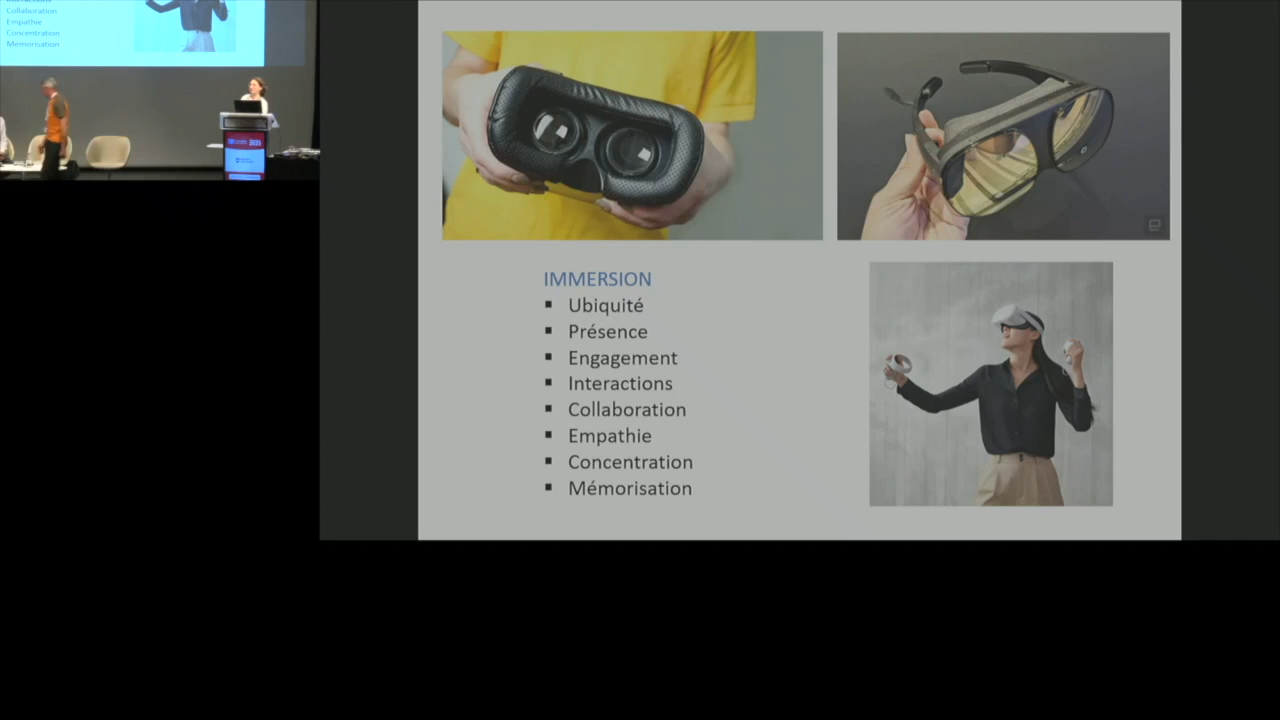 Collaboration
Empathie
Concentration
Mémorisation
IMMERSION
▪ Ubiquité
▪ Présence
▪ Engagement
▪ Interactions
▪ Collaboration
▪ Empathie
▪ Concentration
▪ Mémorisation